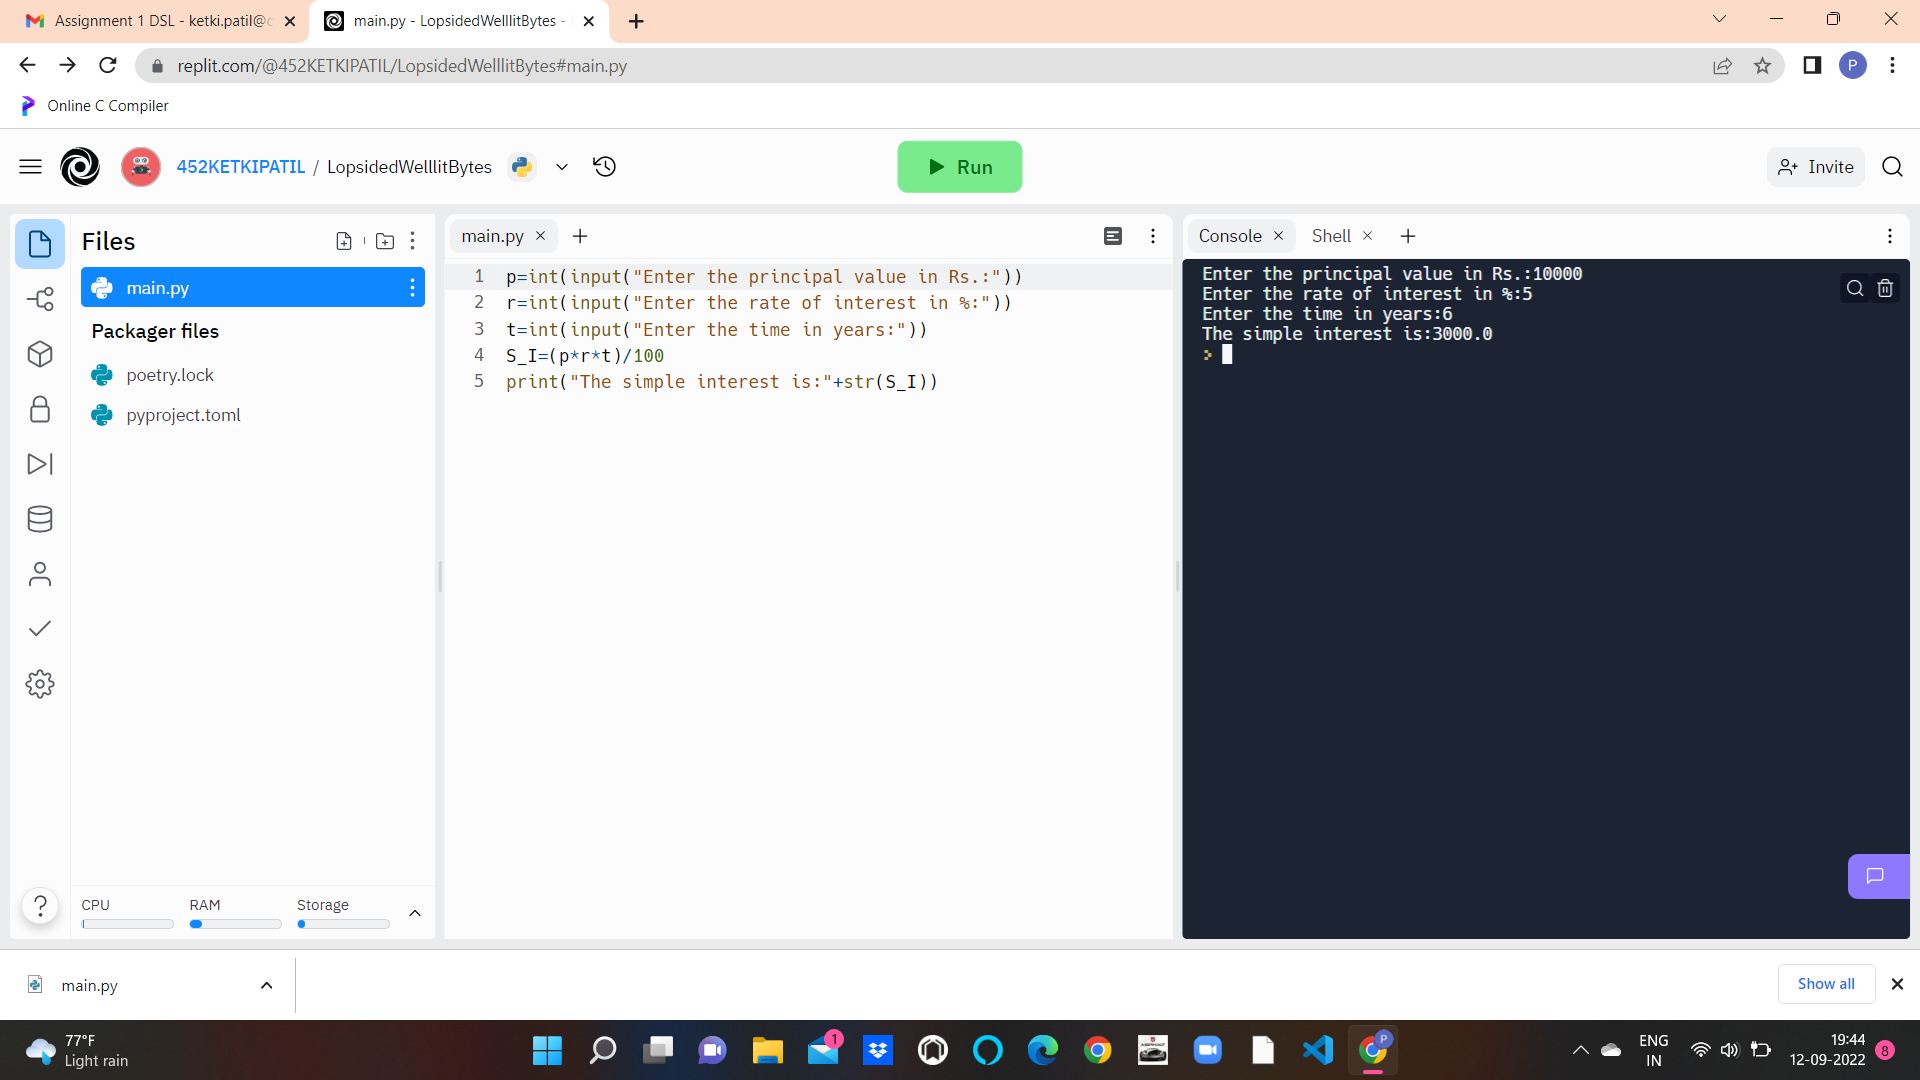 Assignment 1 DSL - ketki.patil@c
main.py - LopsidedWelllitBytes -
replit.com/@452KETKIPATIL/LopsidedWelllitBytes#main.py
P
Online C Compiler
452KETKIPATIL / LopsidedWelllitBytes
Run
Invite
Files
main.py
Packager files
poetry.lock
pyproject.toml
CPU
RAM
Storage
main.py
1 p=int(input("Enter the principal value in Rs.:"))
2 r=int(input("Enter the rate of interest in %:"))
3 t=int(input("Enter the time in years:"))
4 S_I=(p*r*t)/100
5 print("The simple interest is:"+str(S_I))
Console
Shell
Enter the principal value in Rs.:10000
Enter the rate of interest in %:5
Enter the time in years:6
The simple interest is:3000.0
>
?
main.py
Show all
77°F
Light rain
1
P
ENG
IN
19:44
12-09-2022
8